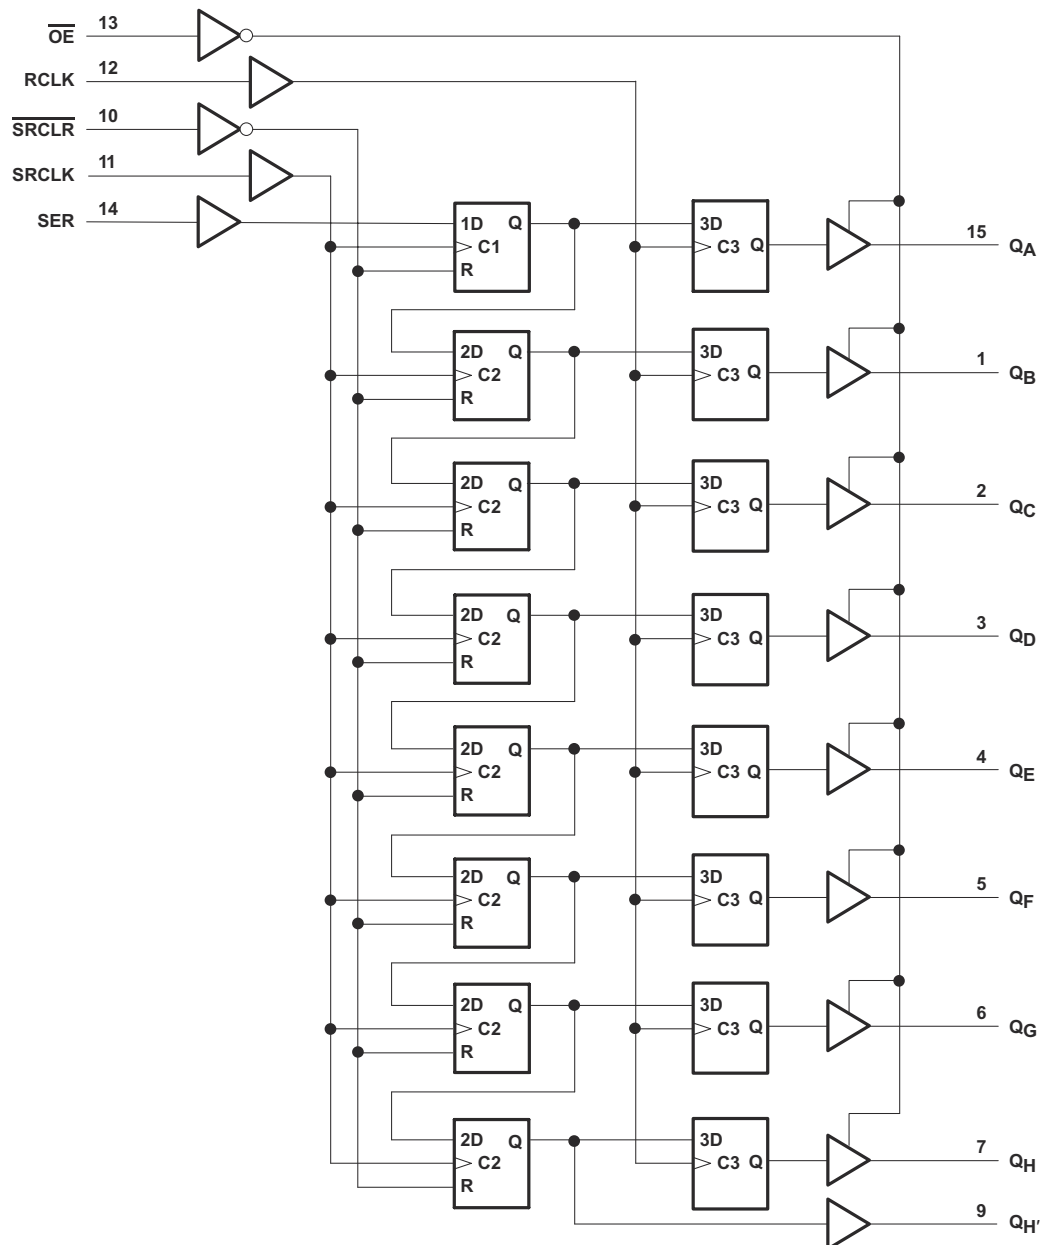 O̅E̅ 13
RCLK 12
S̅R̅C̅L̅R̅ 10
SRCLK 11
SER 14
1D Q 3D
C1 C3 Q 15 QA
R
2D Q 3D
C2 C3 Q 1 QB
R
2D Q 3D
C2 C3 Q 2 QC
R
2D Q 3D
C2 C3 Q 3 QD
R
2D Q 3D
C2 C3 Q 4 QE
R
2D Q 3D
C2 C3 Q 5 QF
R
2D Q 3D
C2 C3 Q 6 QG
R
2D Q 3D
C2 C3 Q 7 QH
R
9 QH′